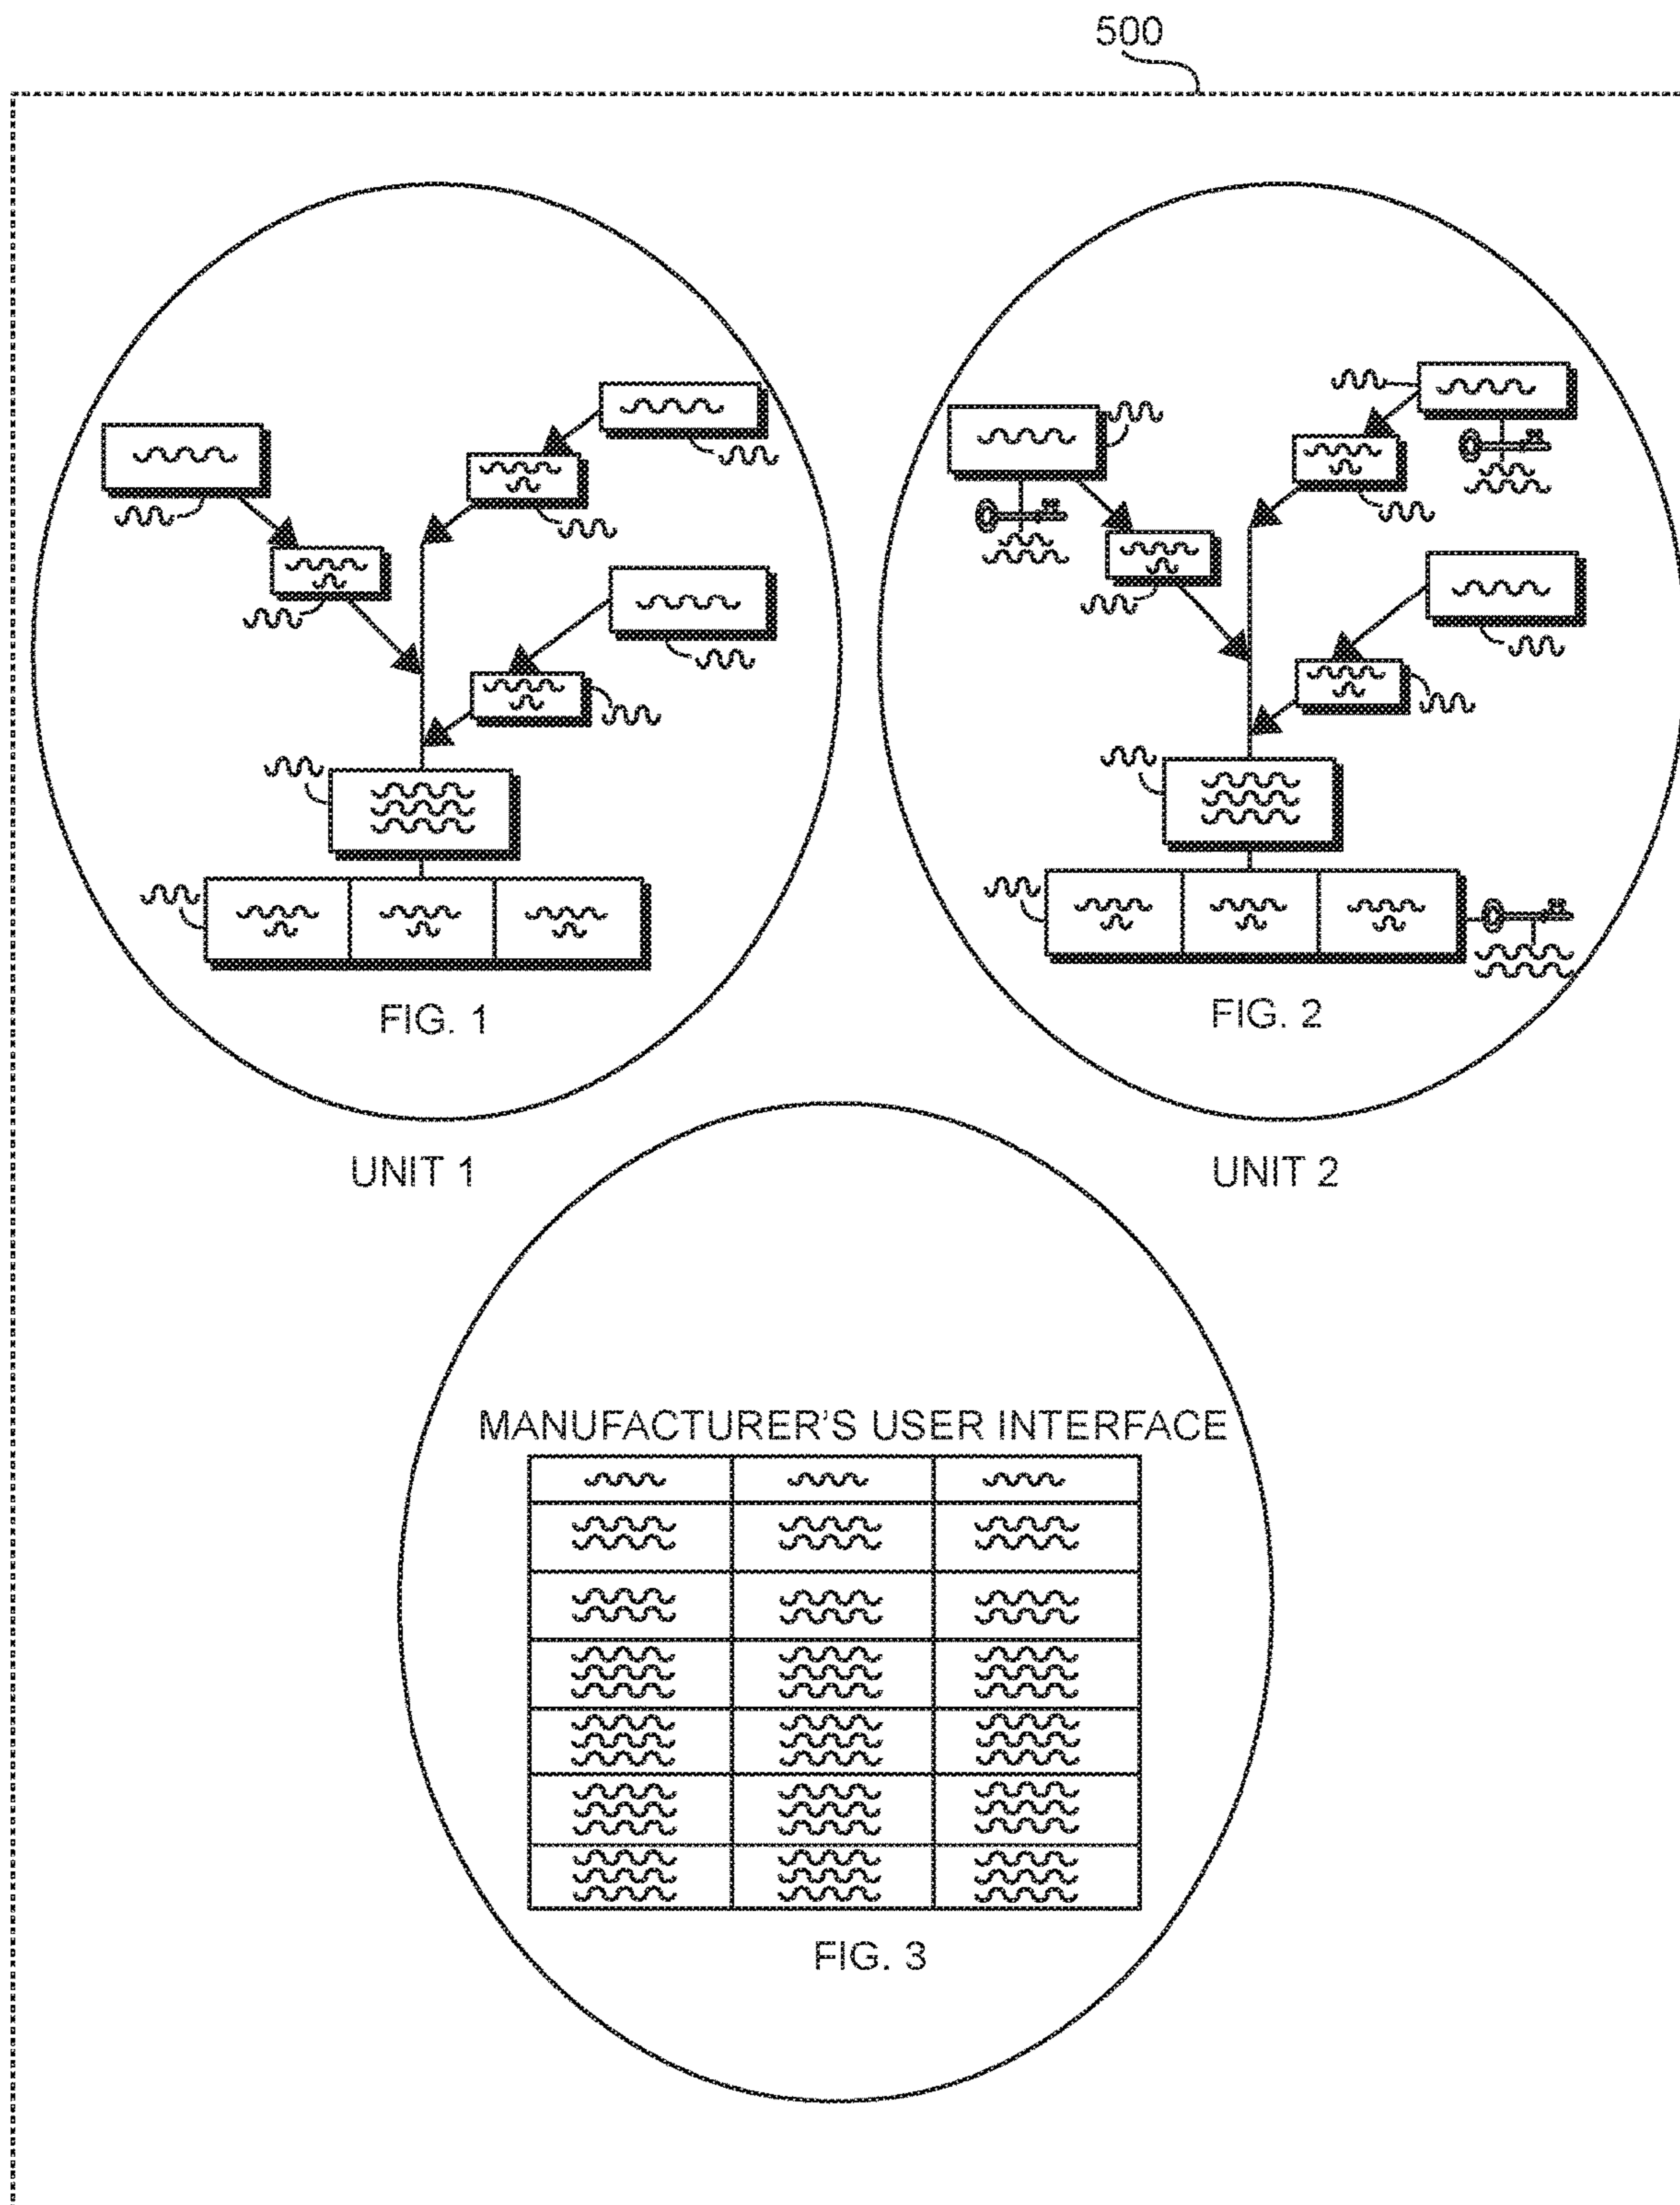 500
FIG. 1
FIG. 2
UNIT 1
UNIT 2
MANUFACTURER'S USER INTERFACE
FIG. 3